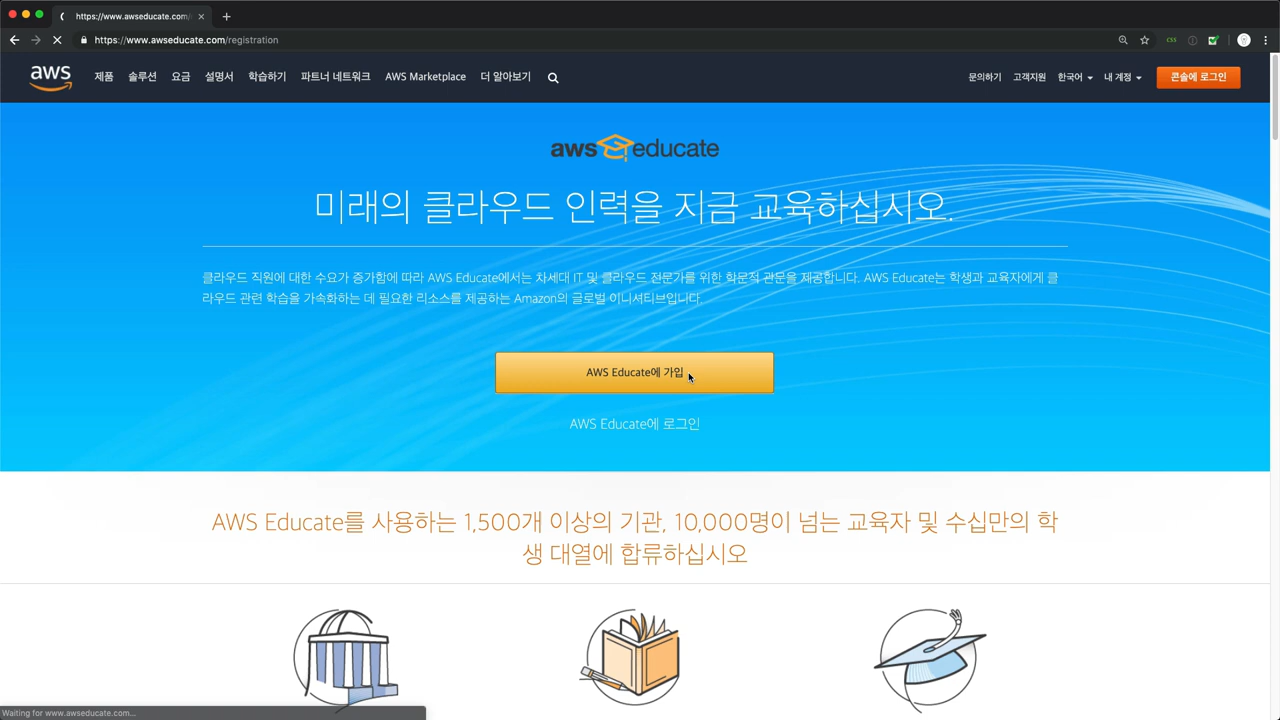 https://www.awseducate.com/
https://www.awseducate.com/registration
CSS
aws
제품 솔루션 요금 설명서 학습하기 파트너 네트워크 AWS Marketplace 더 알아보기
문의하기 고객지원 한국어 내 계정 콘솔에 로그인
aws educate
미래의 클라우드 인력을 지금 교육하십시오.
클라우드 직원에 대한 수요가 증가함에 따라 AWS Educate에서는 차세대 IT 및 클라우드 전문가를 위한 학문적 관문을 제공합니다. AWS Educate는 학생과 교육자에게 클
라우드 관련 학습을 가속화하는 데 필요한 리소스를 제공하는 Amazon의 글로벌 이니셔티브입니다.
AWS Educate에 가입
AWS Educate에 로그인
AWS Educate를 사용하는 1,500개 이상의 기관, 10,000명이 넘는 교육자 및 수십만의 학
생 대열에 합류하십시오
Waiting for www.awseducate.com...